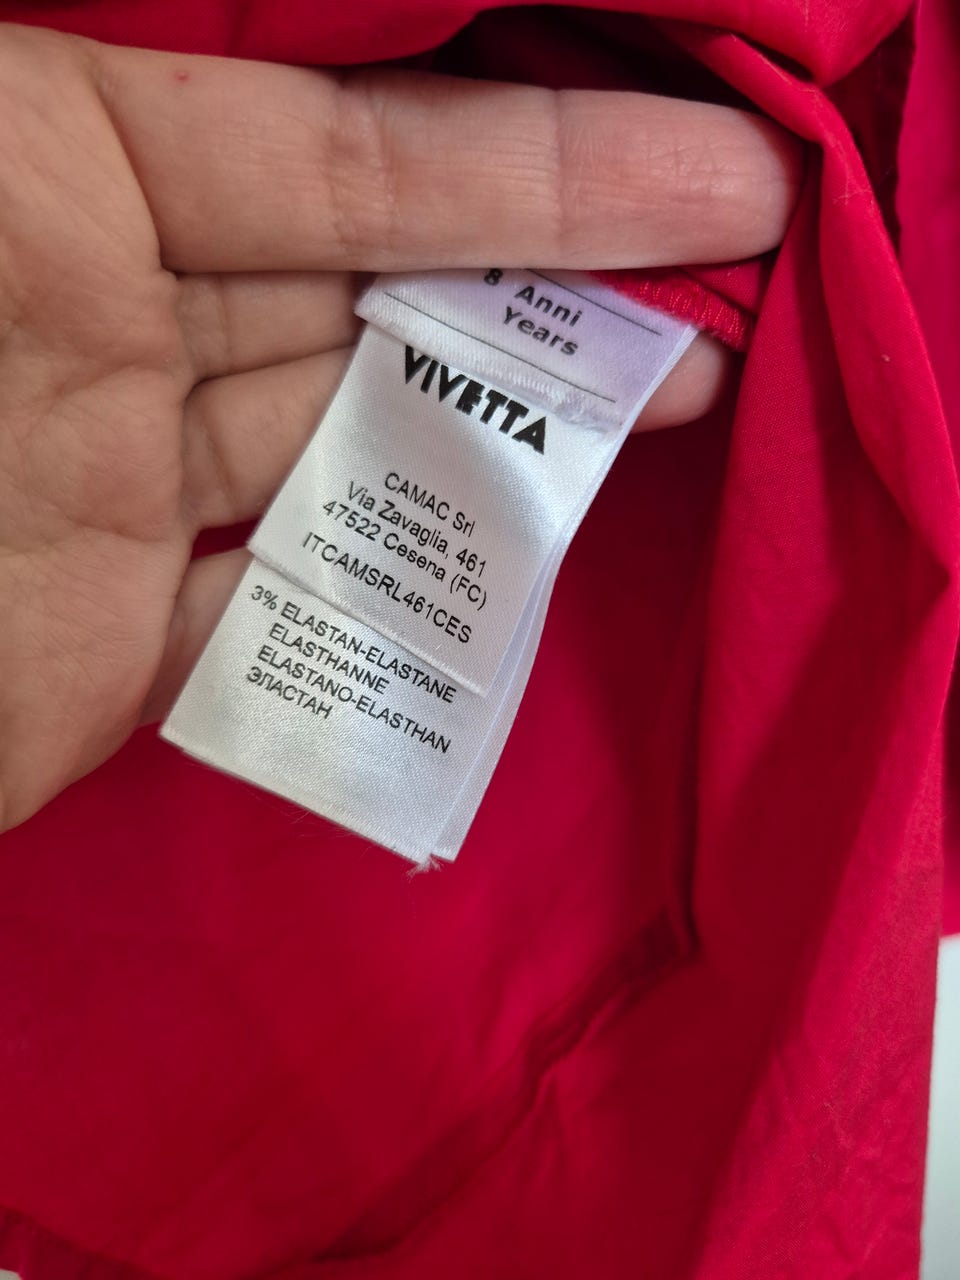 8 Anni
Years
VIVETTA
CAMAC Srl
Via Zavaglia, 461
47522 Cesena (FC)
ITCAMSRL461CES
3% ELASTAN-ELASTANE
ELASTHANNE
ELASTANO-ELASTHAN
ЭЛАСТАН